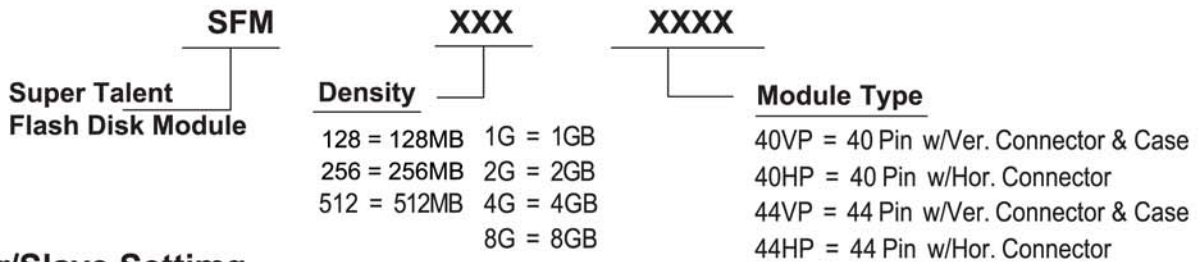 SFM XXX XXXX
Super Talent
Flash Disk Module
Density
128 = 128MB 1G = 1GB
256 = 256MB 2G = 2GB
512 = 512MB 4G = 4GB
8G = 8GB
Module Type
40VP = 40 Pin w/Ver. Connector & Case
40HP = 40 Pin w/Hor. Connector
44VP = 44 Pin w/Ver. Connector & Case
44HP = 44 Pin w/Hor. Connector